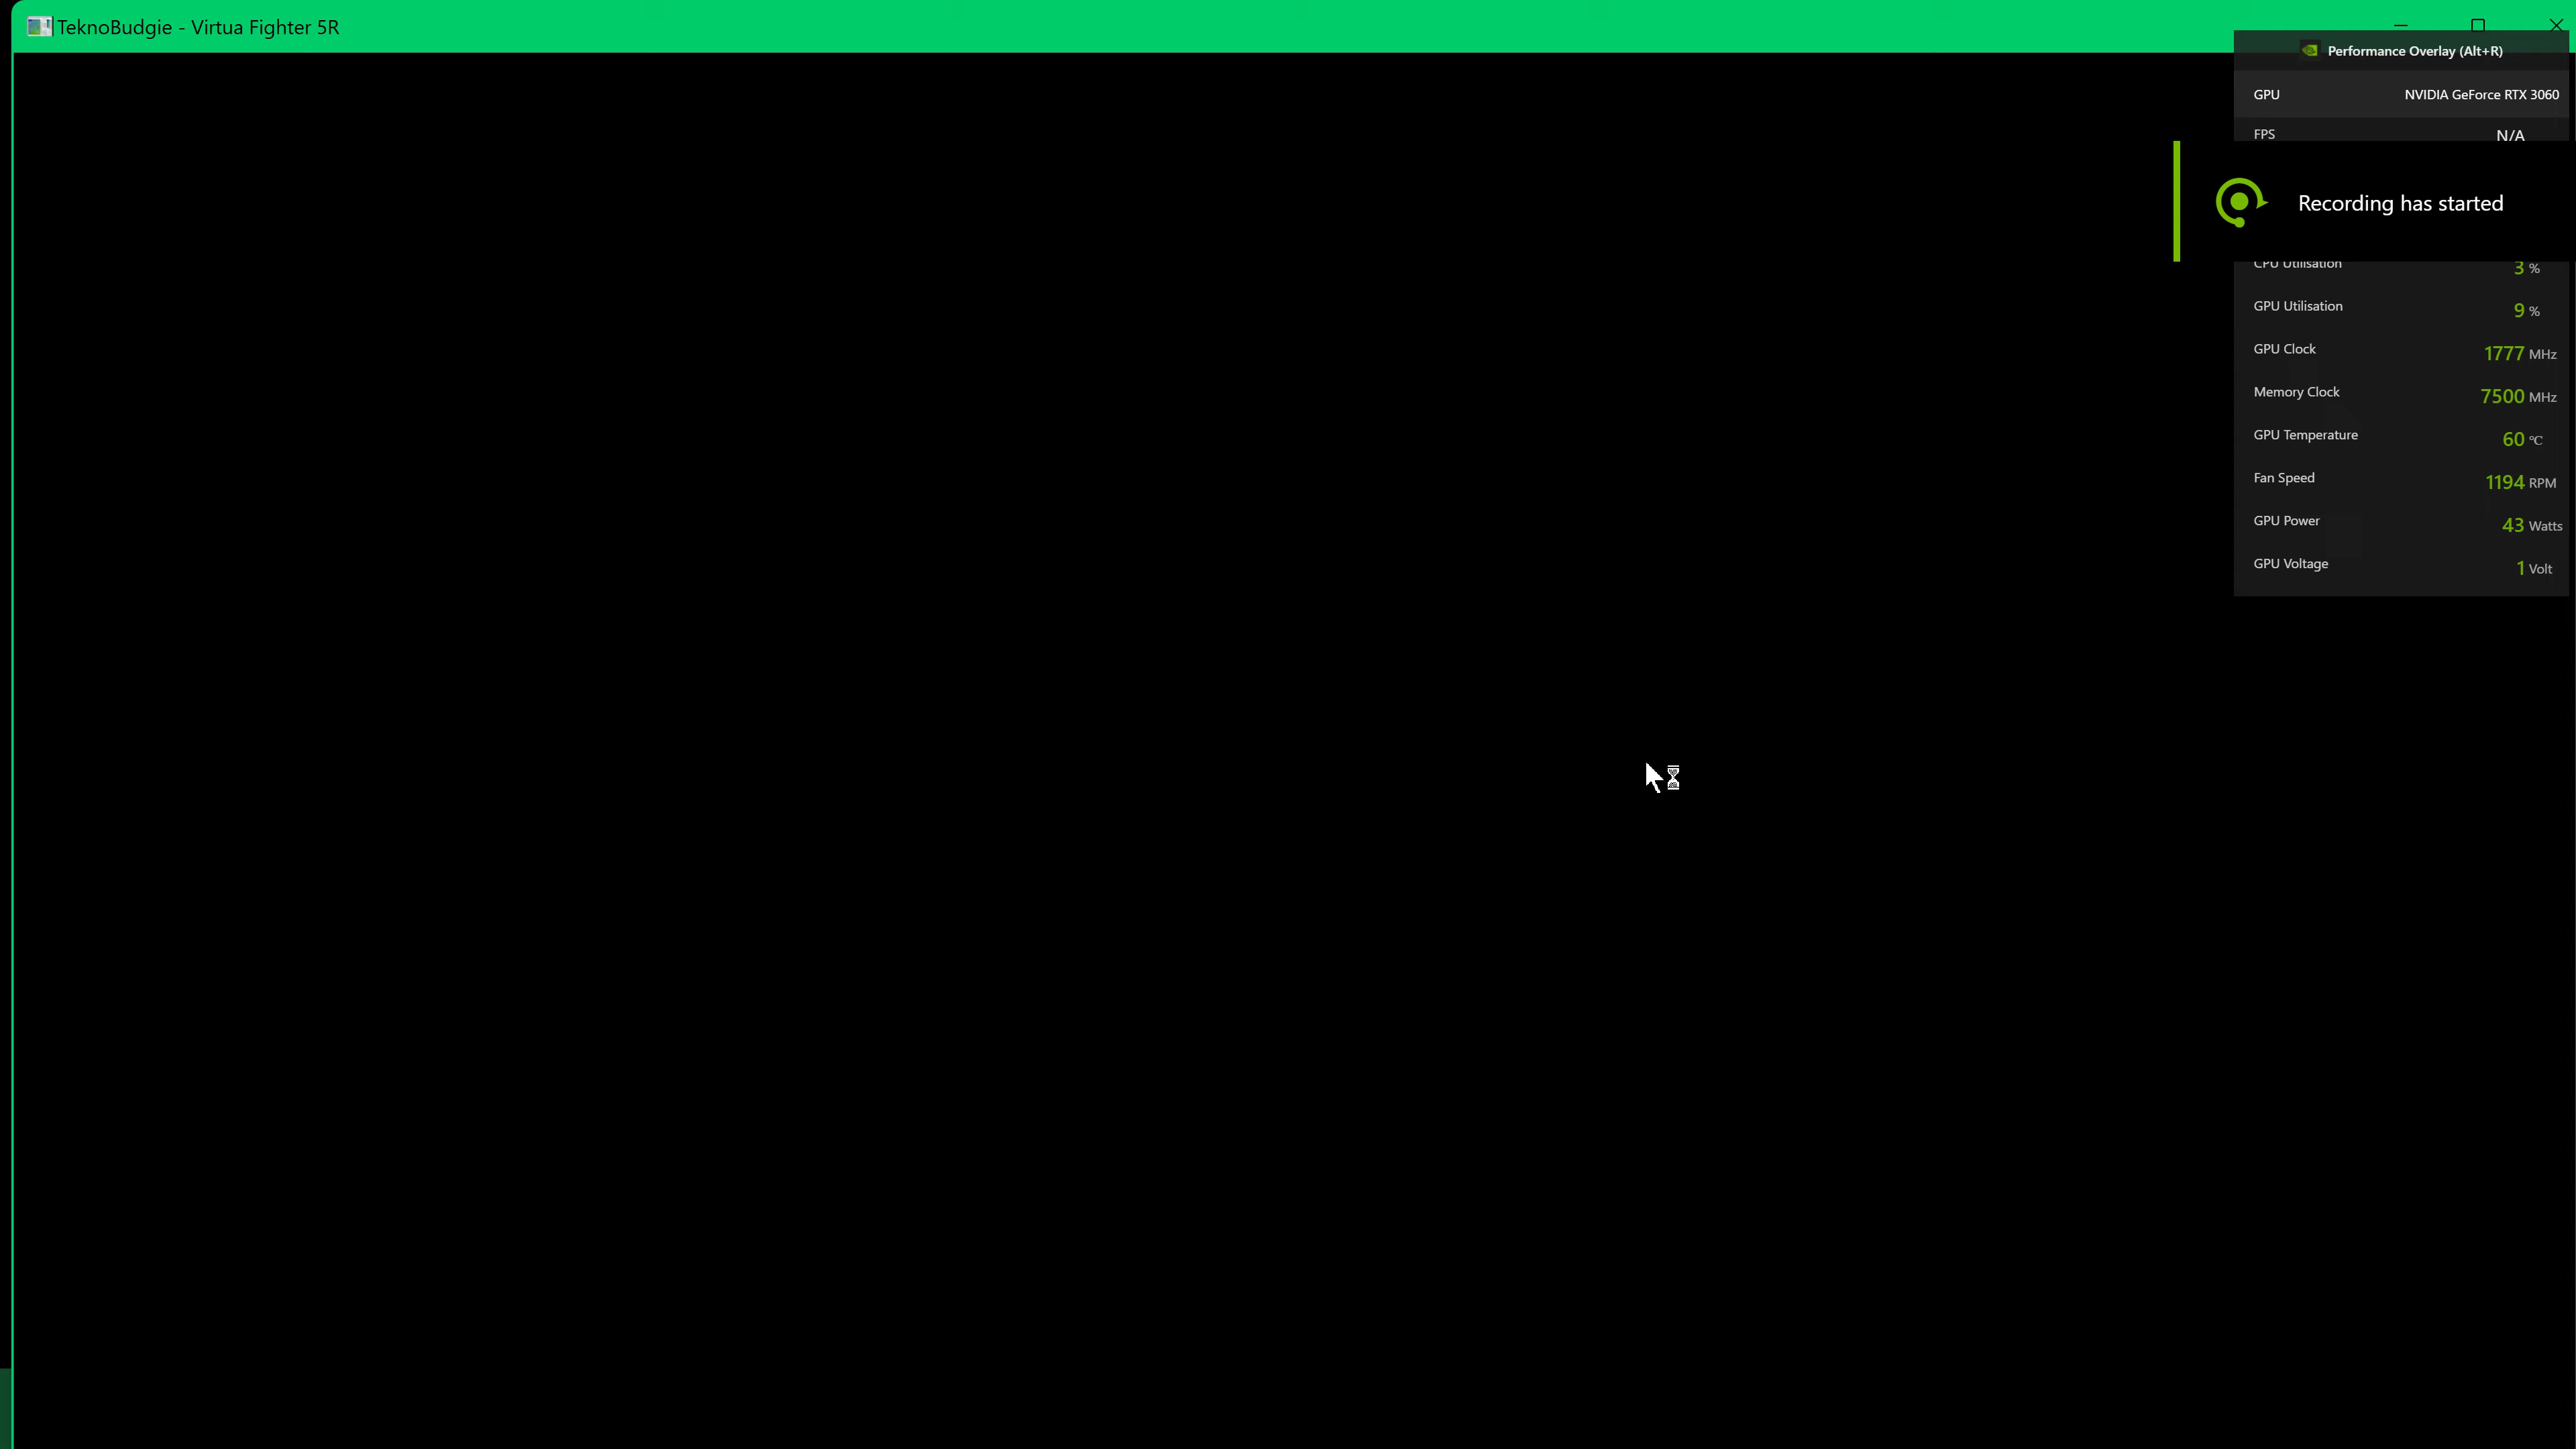 TeknoBudgie - Virtua Fighter 5R
Performance Overlay (Alt+R)
GPU NVIDIA GeForce RTX 3060
FPS N/A
Recording has started
CPU Utilisation 3 %
GPU Utilisation 9 %
GPU Clock 1777 MHz
Memory Clock 7500 MHz
GPU Temperature 60 °C
Fan Speed 1194 RPM
GPU Power 43 Watts
GPU Voltage 1 Volt